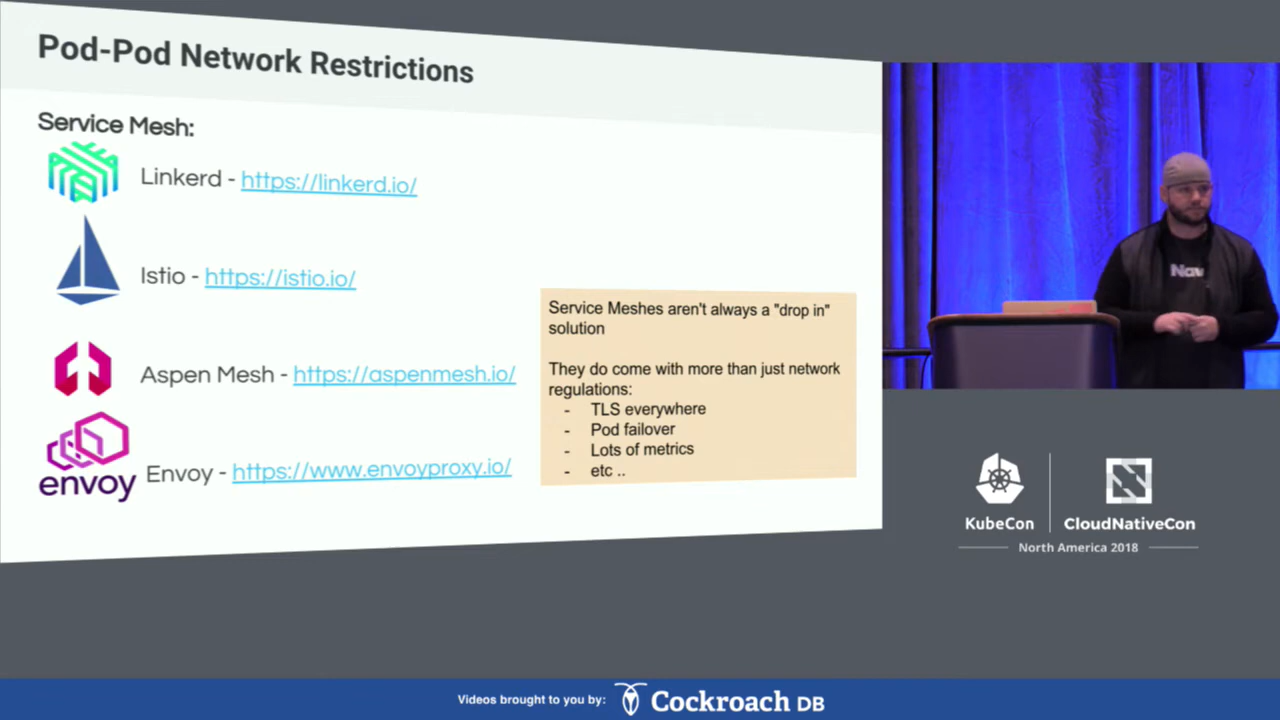 Pod-Pod Network Restrictions
Service Mesh:
Linkerd - https://linkerd.io/
Istio - https://istio.io/
Aspen Mesh - https://aspenmesh.io/
envoy
Envoy - https://www.envoyproxy.io/
Service Meshes aren't always a "drop in"
solution
They do come with more than just network
regulations:
- TLS everywhere
- Pod failover
- Lots of metrics
- etc ..
Nav
KubeCon
CloudNativeCon
North America 2018
Videos brought to you by:
Cockroach DB